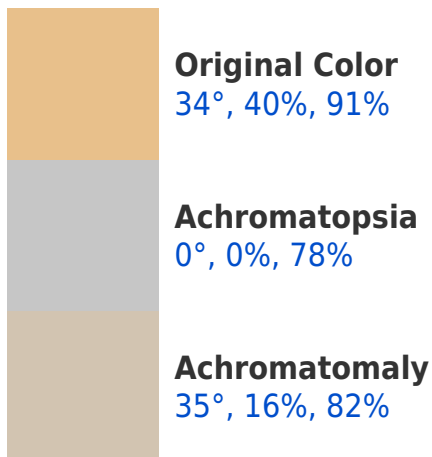 Original Color
34°, 40%, 91%
Achromatopsia
0°, 0%, 78%
Achromatomaly
35°, 16%, 82%